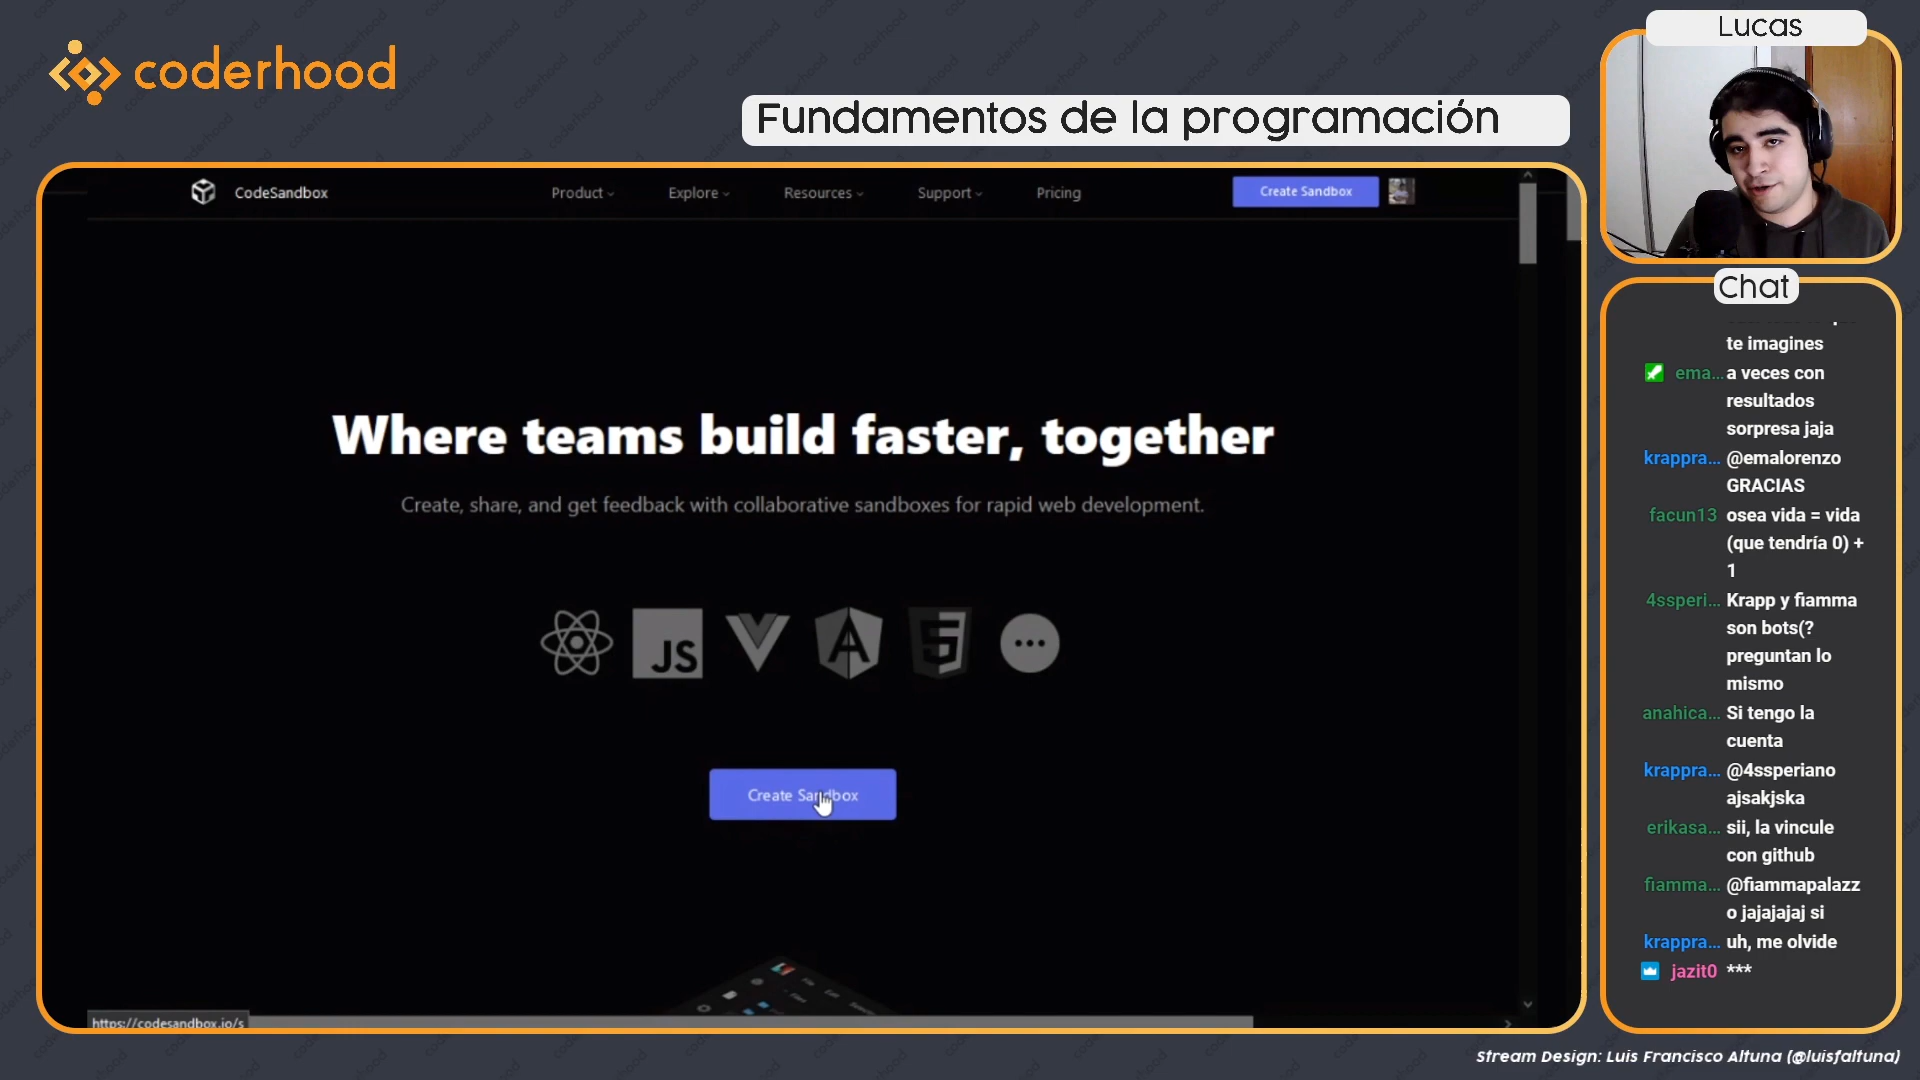 coderhood
Fundamentos de la programación
Lucas
CodeSandbox
Product
Explore
Resources
Support
Pricing
Create Sandbox
Where teams build faster, together
Create, share, and get feedback with collaborative sandboxes for rapid web development.
JS
Create Sandbox
https://codesandbox.io/s
Chat
te imagines
ema... a veces con
resultados
sorpresa jaja
krappra... @emalorenzo
GRACIAS
facun13 osea vida = vida
(que tendría 0) +
1
4ssperi... Krapp y fiamma
son bots(?
preguntan lo
mismo
anahica... Si tengo la
cuenta
krappra... @4ssperiano
ajsakjska
erikasa... sii, la vincule
con github
fiamma... @fiammapalazz
o jajajajaj si
krappra... uh, me olvide
jazit0 ***
Stream Design: Luis Francisco Altuna (@luisfaltuna)